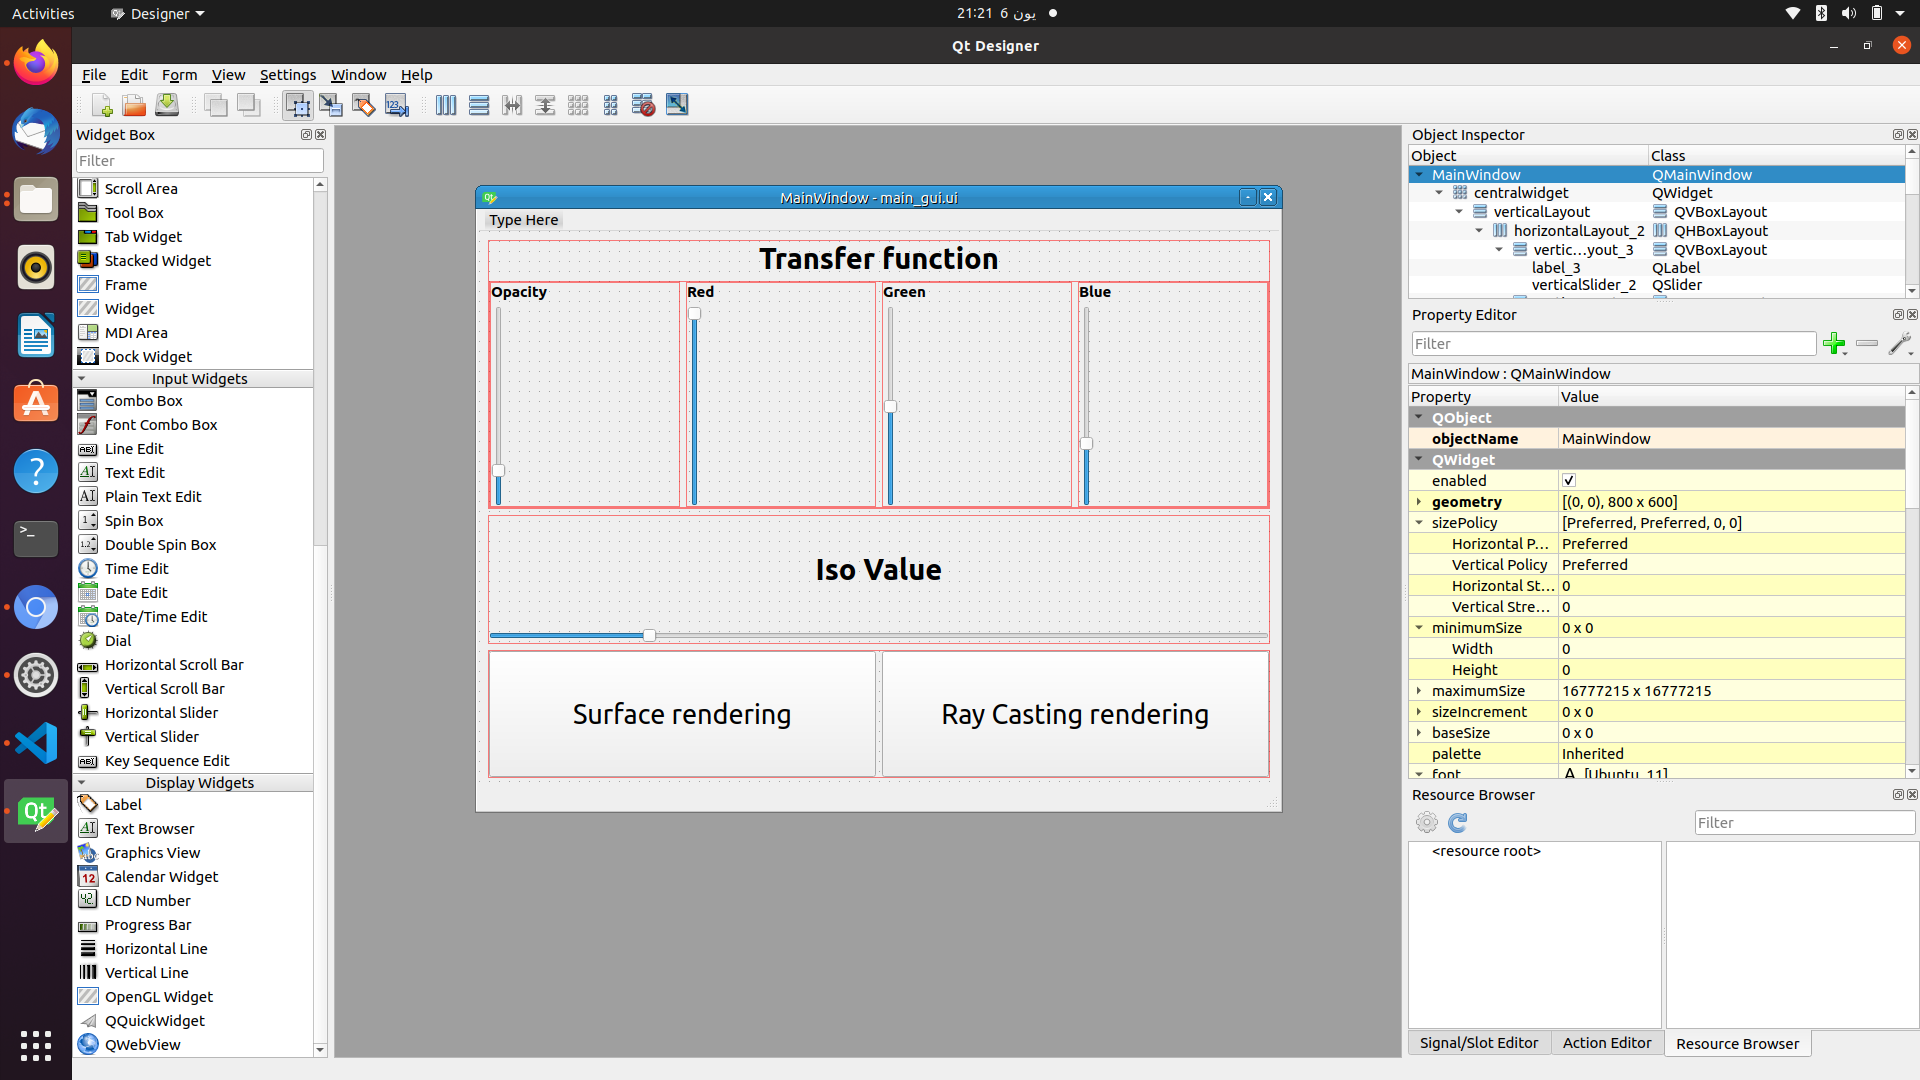 Activities
Designer
21:21 6 يون
Qt Designer
File Edit Form View Settings Window Help
Widget Box
Filter
Scroll Area
Tool Box
Tab Widget
Stacked Widget
Frame
Widget
MDI Area
Dock Widget
Input Widgets
Combo Box
Font Combo Box
Line Edit
Text Edit
Plain Text Edit
Spin Box
Double Spin Box
Time Edit
Date Edit
Date/Time Edit
Dial
Horizontal Scroll Bar
Vertical Scroll Bar
Horizontal Slider
Vertical Slider
Key Sequence Edit
Display Widgets
Label
Text Browser
Graphics View
Calendar Widget
LCD Number
Progress Bar
Horizontal Line
Vertical Line
OpenGL Widget
QQuickWidget
QWebView
MainWindow - main_gui.ui
Type Here
Transfer function
Opacity Red Green Blue
Iso Value
Surface rendering Ray Casting rendering
Object Inspector
Object Class
MainWindow QMainWindow
centralwidget QWidget
verticalLayout QVBoxLayout
horizontalLayout_2 QHBoxLayout
vertic...yout_3 QVBoxLayout
label_3 QLabel
verticalSlider_2 QSlider
Property Editor
Filter
MainWindow : QMainWindow
Property Value
QObject
objectName MainWindow
QWidget
enabled
geometry [(0, 0), 800 x 600]
sizePolicy [Preferred, Preferred, 0, 0]
Horizontal P... Preferred
Vertical Policy Preferred
Horizontal St... 0
Vertical Stre... 0
minimumSize 0 x 0
Width 0
Height 0
maximumSize 16777215 x 16777215
sizeIncrement 0 x 0
baseSize 0 x 0
palette Inherited
font A [Ubuntu, 11]
Resource Browser
Filter
<resource root>
Signal/Slot Editor Action Editor Resource Browser